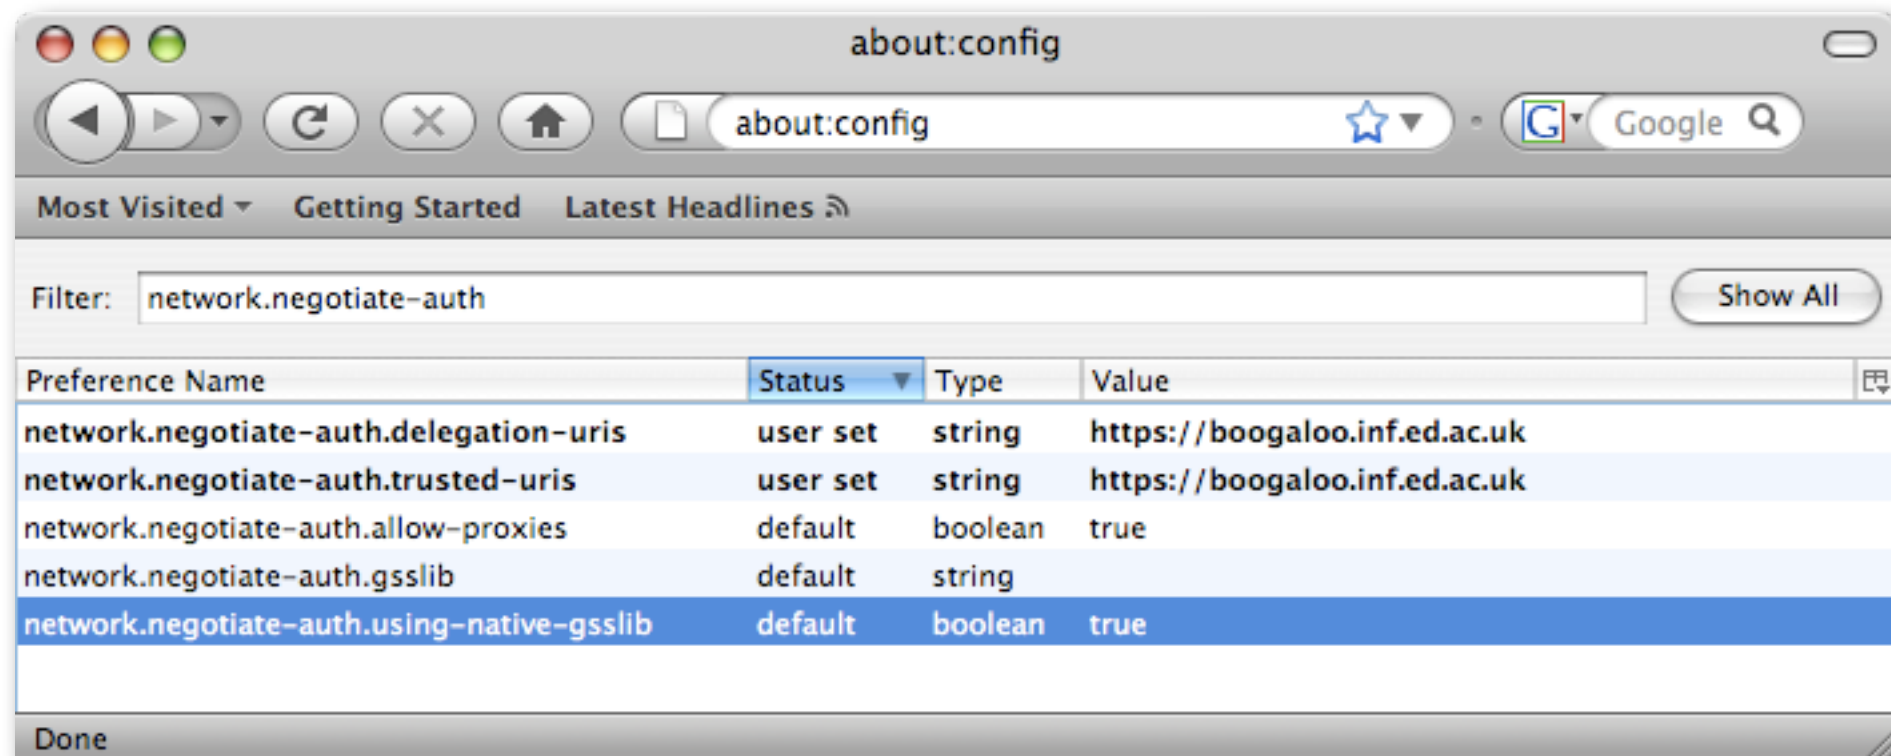 about:config
about:config Google
Most Visited Getting Started Latest Headlines
Filter: network.negotiate-auth Show All
Preference Name Status Type Value
network.negotiate-auth.delegation-uris user set string https://boogaloo.inf.ed.ac.uk
network.negotiate-auth.trusted-uris user set string https://boogaloo.inf.ed.ac.uk
network.negotiate-auth.allow-proxies default boolean true
network.negotiate-auth.gsslib default string
network.negotiate-auth.using-native-gsslib default boolean true
Done